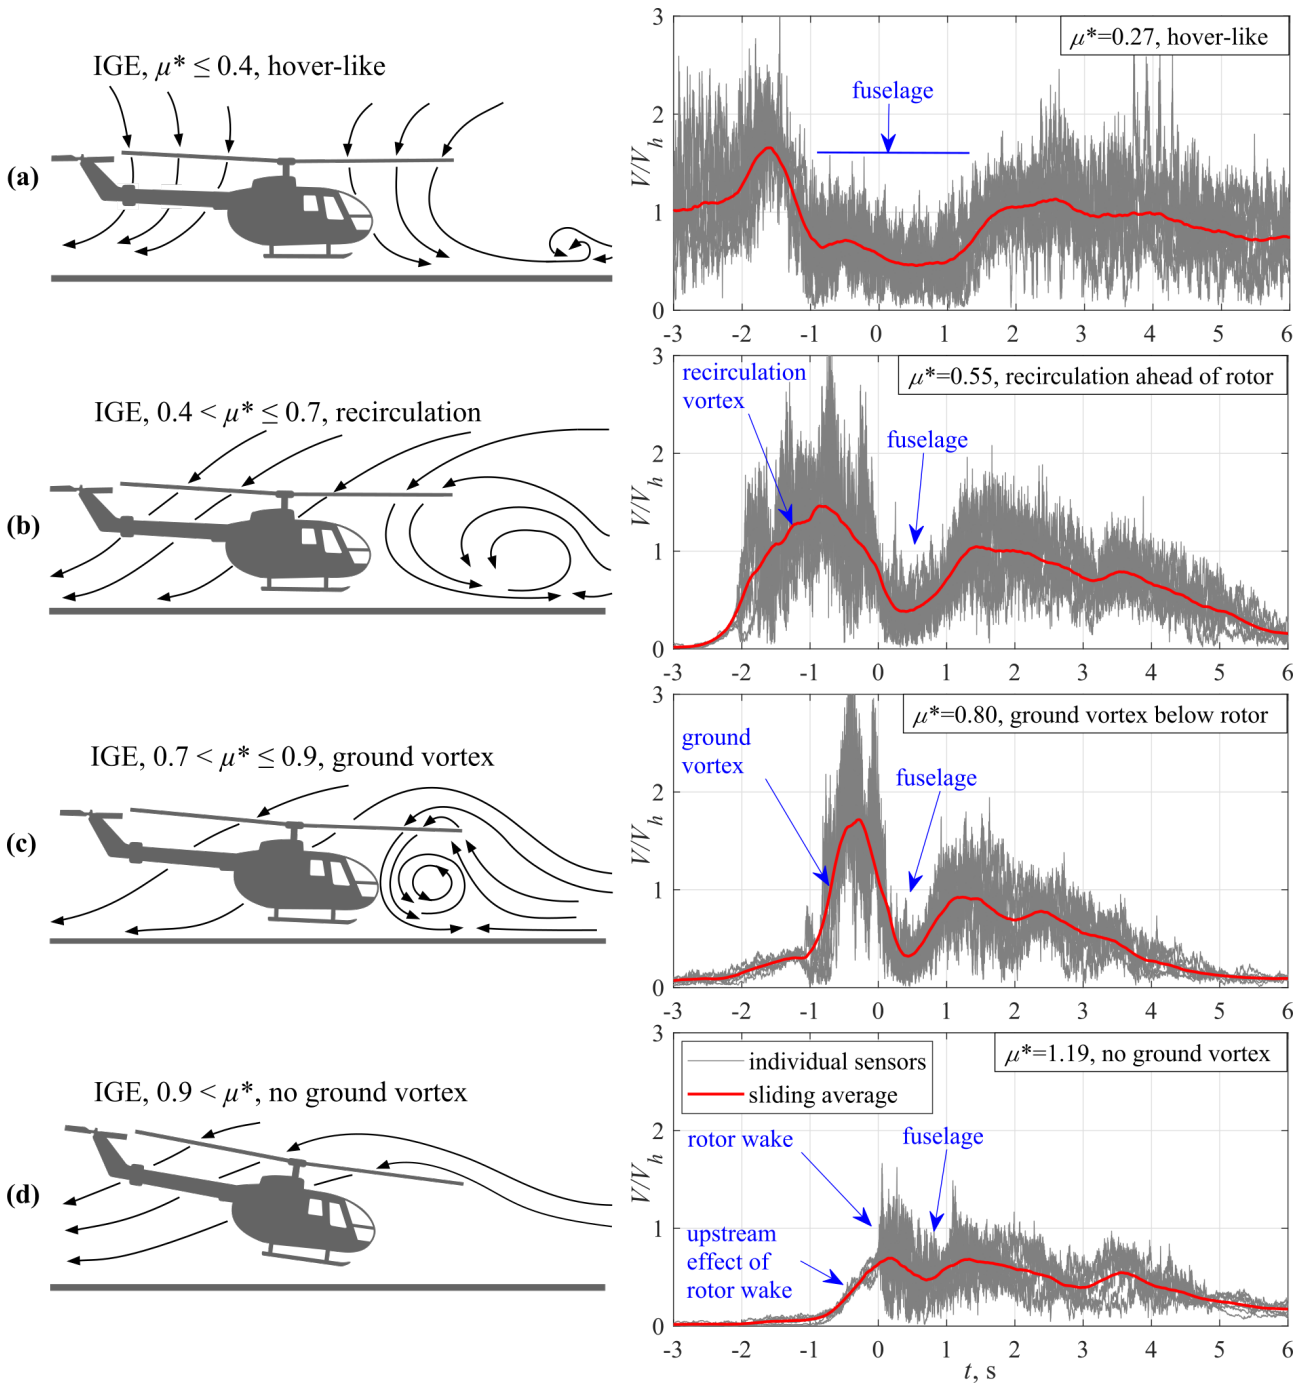 (a)
IGE, μ* ≤ 0.4, hover-like
μ*=0.27, hover-like
fuselage
V/Vh
3
2
1
0
-3 -2 -1 0 1 2 3 4 5 6
(b)
IGE, 0.4 < μ* ≤ 0.7, recirculation
μ*=0.55, recirculation ahead of rotor
recirculation
vortex
fuselage
V/Vh
3
2
1
0
-3 -2 -1 0 1 2 3 4 5 6
(c)
IGE, 0.7 < μ* ≤ 0.9, ground vortex
μ*=0.80, ground vortex below rotor
ground
vortex
fuselage
V/Vh
3
2
1
0
-3 -2 -1 0 1 2 3 4 5 6
(d)
IGE, 0.9 < μ*, no ground vortex
μ*=1.19, no ground vortex
individual sensors
sliding average
rotor wake
fuselage
upstream
effect of
rotor wake
V/Vh
3
2
1
0
-3 -2 -1 0 1 2 3 4 5 6
t, s